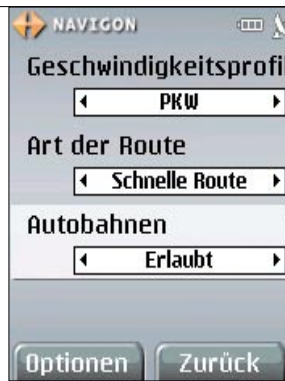 NAVIGON
Geschwindigkeitsprofi
PKW
Art der Route
Schnelle Route
Autobahnen
Erlaubt
Optionen Zurück